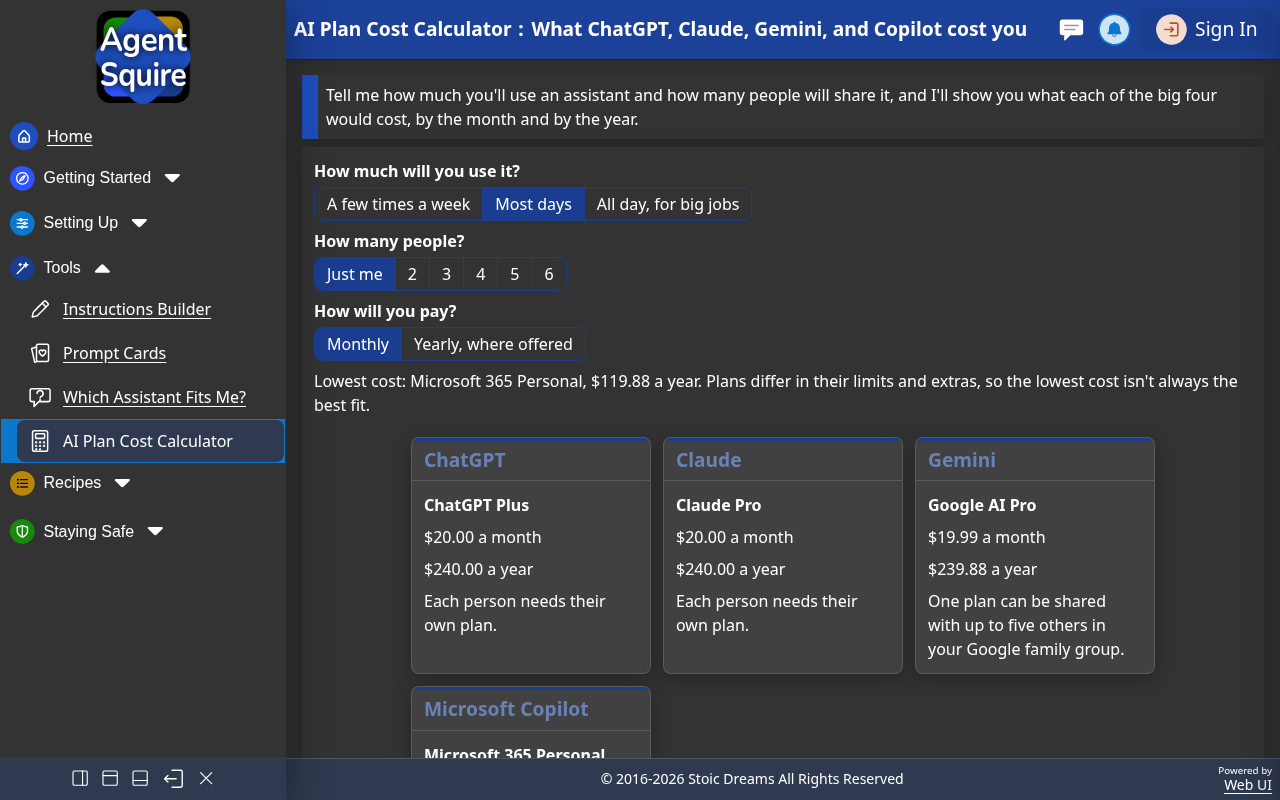 Agent
Squire
AI Plan Cost Calculator : What ChatGPT, Claude, Gemini, and Copilot cost you
Sign In
Home
Getting Started
Setting Up
Tools
Instructions Builder
Prompt Cards
Which Assistant Fits Me?
AI Plan Cost Calculator
Recipes
Staying Safe
Tell me how much you'll use an assistant and how many people will share it, and I'll show you what each of the big four
would cost, by the month and by the year.
How much will you use it?
A few times a week Most days All day, for big jobs
How many people?
Just me 2 3 4 5 6
How will you pay?
Monthly Yearly, where offered
Lowest cost: Microsoft 365 Personal, $119.88 a year. Plans differ in their limits and extras, so the lowest cost isn't always the
best fit.
ChatGPT
ChatGPT Plus
$20.00 a month
$240.00 a year
Each person needs their
own plan.
Claude
Claude Pro
$20.00 a month
$240.00 a year
Each person needs their
own plan.
Gemini
Google AI Pro
$19.99 a month
$239.88 a year
One plan can be shared
with up to five others in
your Google family group.
Microsoft Copilot
Microsoft 365 Personal
© 2016-2026 Stoic Dreams All Rights Reserved
Powered by
Web UI